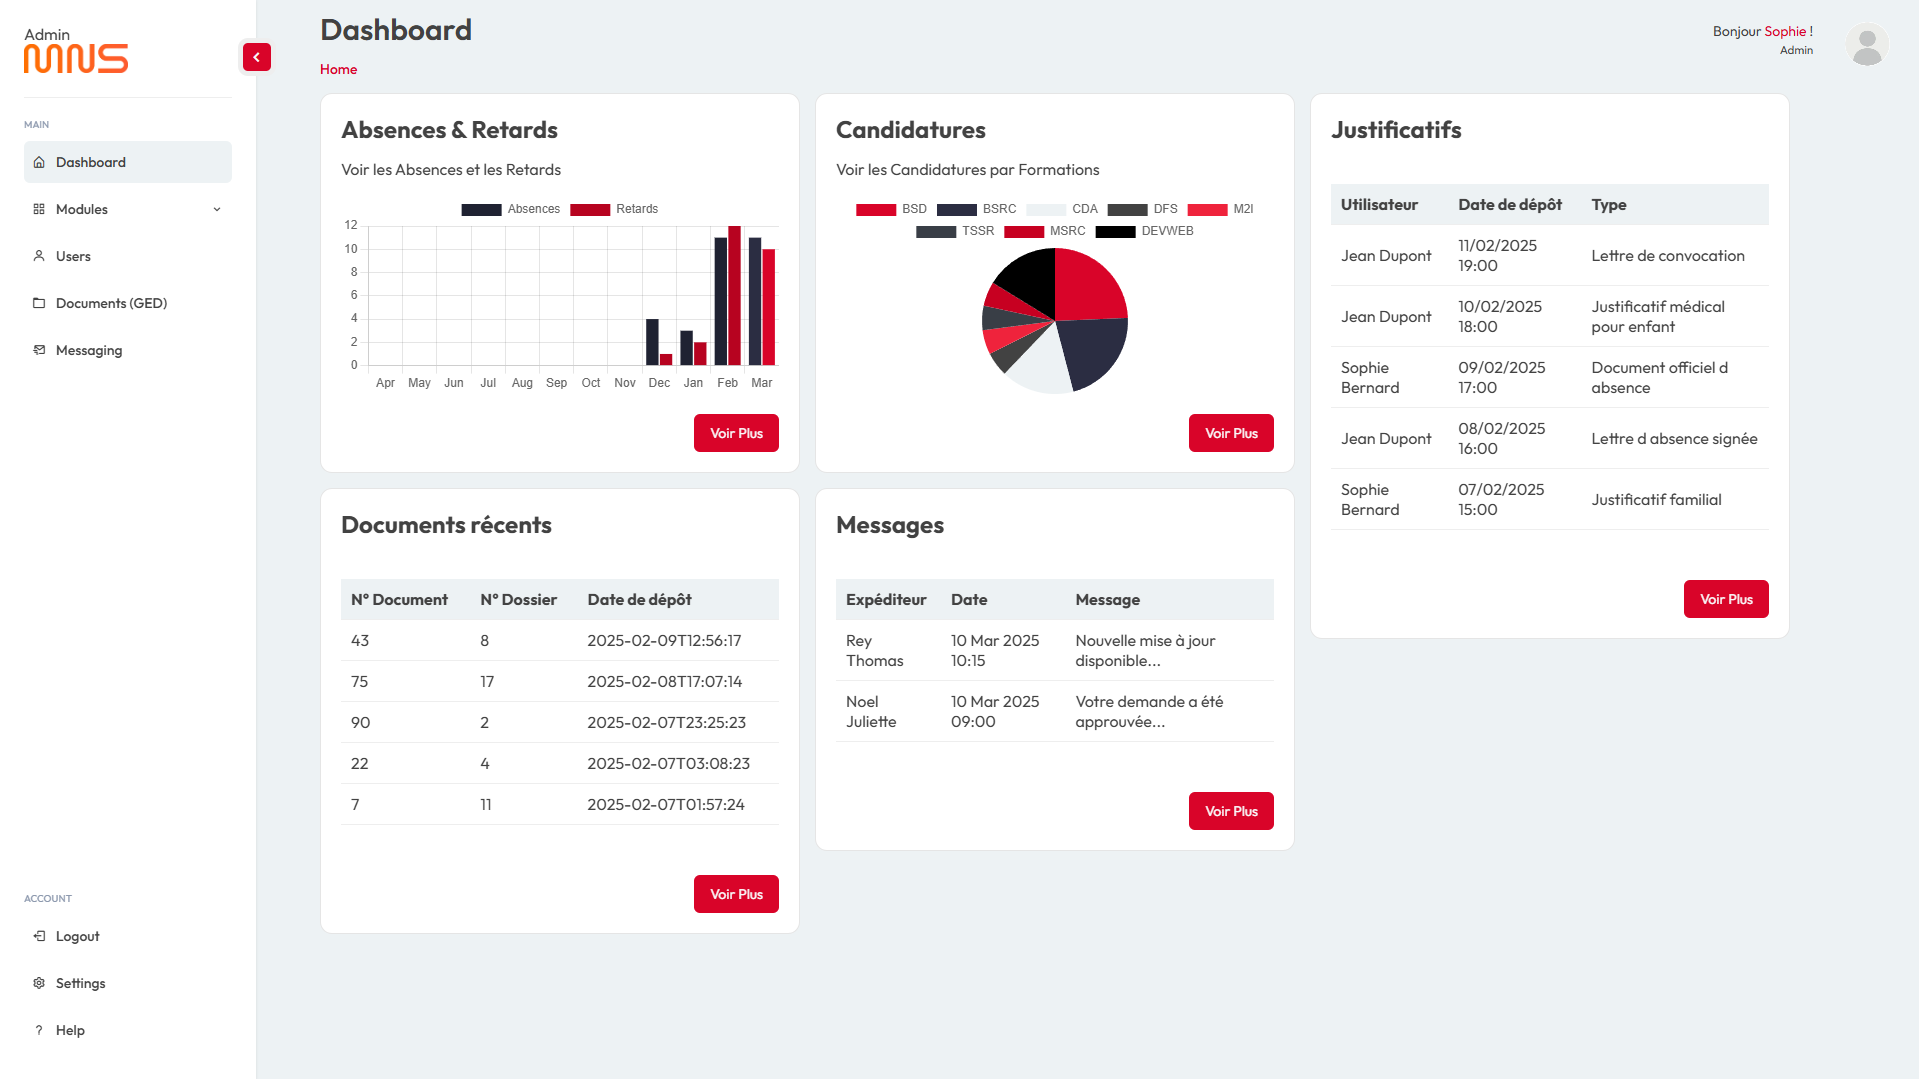 Admin
MNS
MAIN
Dashboard
Modules
Users
Documents (GED)
Messaging
ACCOUNT
Logout
Settings
? Help
Dashboard
Home
Bonjour Sophie !
Admin
Absences & Retards
Voir les Absences et les Retards
Absences Retards
12
10
8
6
4
2
0
Apr May Jun Jul Aug Sep Oct Nov Dec Jan Feb Mar
Voir Plus
Candidatures
Voir les Candidatures par Formations
BSD BSRC CDA DFS M2I
TSSR MSRC DEVWEB
Voir Plus
Justificatifs
Utilisateur Date de dépôt Type
Jean Dupont 11/02/2025 19:00 Lettre de convocation
Jean Dupont 10/02/2025 18:00 Justificatif médical pour enfant
Sophie Bernard 09/02/2025 17:00 Document officiel d absence
Jean Dupont 08/02/2025 16:00 Lettre d absence signée
Sophie Bernard 07/02/2025 15:00 Justificatif familial
Voir Plus
Documents récents
N° Document N° Dossier Date de dépôt
43 8 2025-02-09T12:56:17
75 17 2025-02-08T17:07:14
90 2 2025-02-07T23:25:23
22 4 2025-02-07T03:08:23
7 11 2025-02-07T01:57:24
Voir Plus
Messages
Expéditeur Date Message
Rey Thomas 10 Mar 2025 10:15 Nouvelle mise à jour disponible...
Noel Juliette 10 Mar 2025 09:00 Votre demande a été approuvée...
Voir Plus